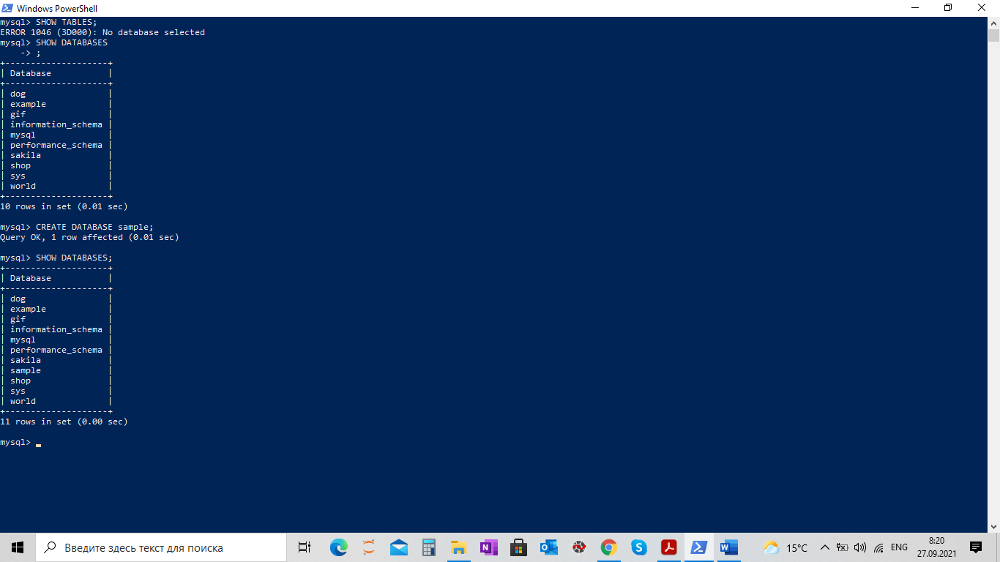 Windows PowerShell
mysql> SHOW TABLES;
ERROR 1046 (3D000): No database selected
mysql> SHOW DATABASES
    -> ;
+--------------------+
| Database           |
+--------------------+
| dog                |
| example            |
| gif                |
| information_schema |
| mysql              |
| performance_schema |
| sakila             |
| shop               |
| sys                |
| world              |
+--------------------+
10 rows in set (0.01 sec)
mysql> CREATE DATABASE sample;
Query OK, 1 row affected (0.01 sec)
mysql> SHOW DATABASES;
+--------------------+
| Database           |
+--------------------+
| dog                |
| example            |
| gif                |
| information_schema |
| mysql              |
| performance_schema |
| sakila             |
| sample             |
| shop               |
| sys                |
| world              |
+--------------------+
11 rows in set (0.00 sec)
mysql>
Введите здесь текст для поиска
15°C
ENG
8:20
27.09.2021